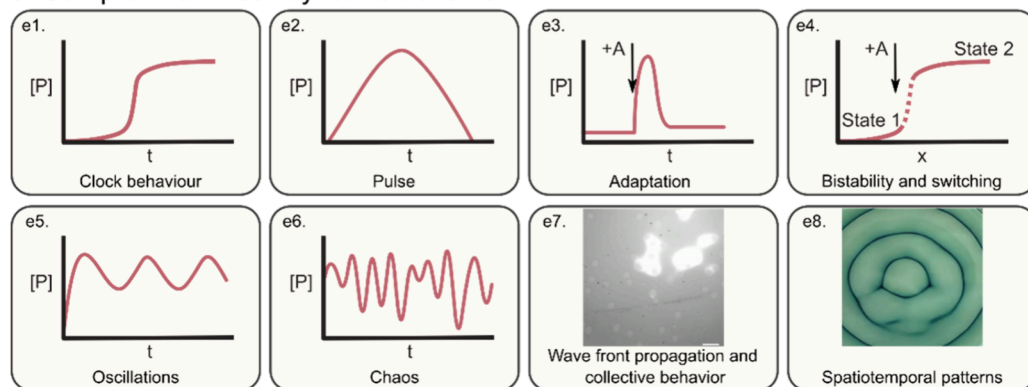 e1.
[P]
t
Clock behaviour
e2.
[P]
t
Pulse
e3.
+A
[P]
t
Adaptation
e4.
+A
State 2
[P]
State 1
x
Bistability and switching
e5.
[P]
t
Oscillations
e6.
[P]
t
Chaos
e7.
Wave front propagation and
collective behavior
e8.
Spatiotemporal patterns